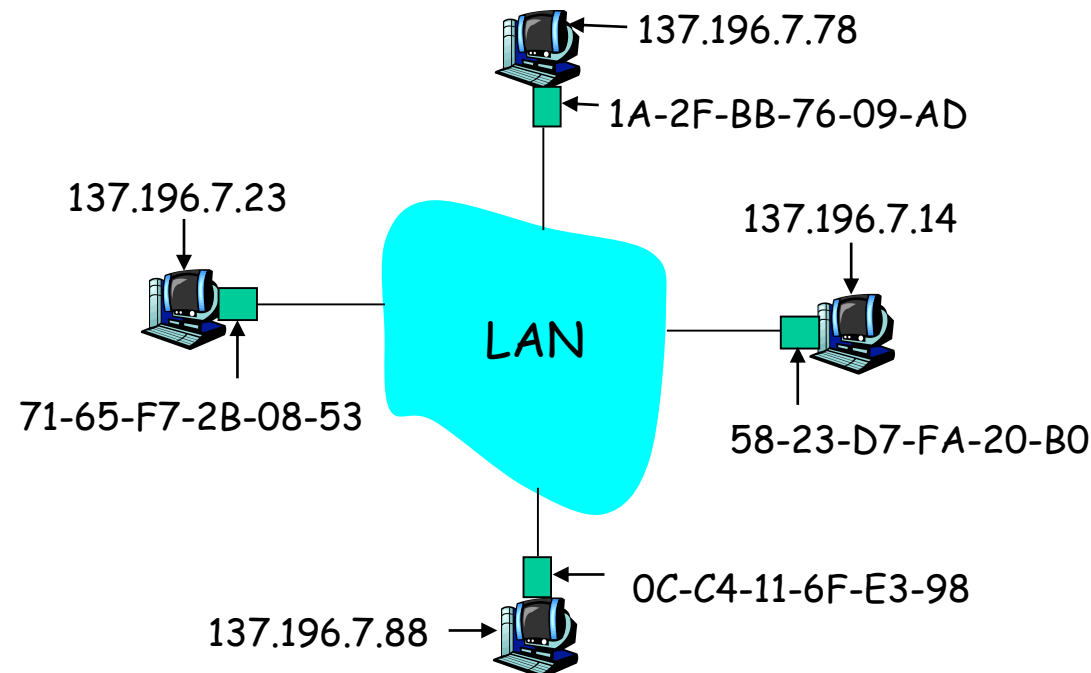 137.196.7.78
1A-2F-BB-76-09-AD
137.196.7.23
137.196.7.14
LAN
71-65-F7-2B-08-53
58-23-D7-FA-20-B0
0C-C4-11-6F-E3-98
137.196.7.88